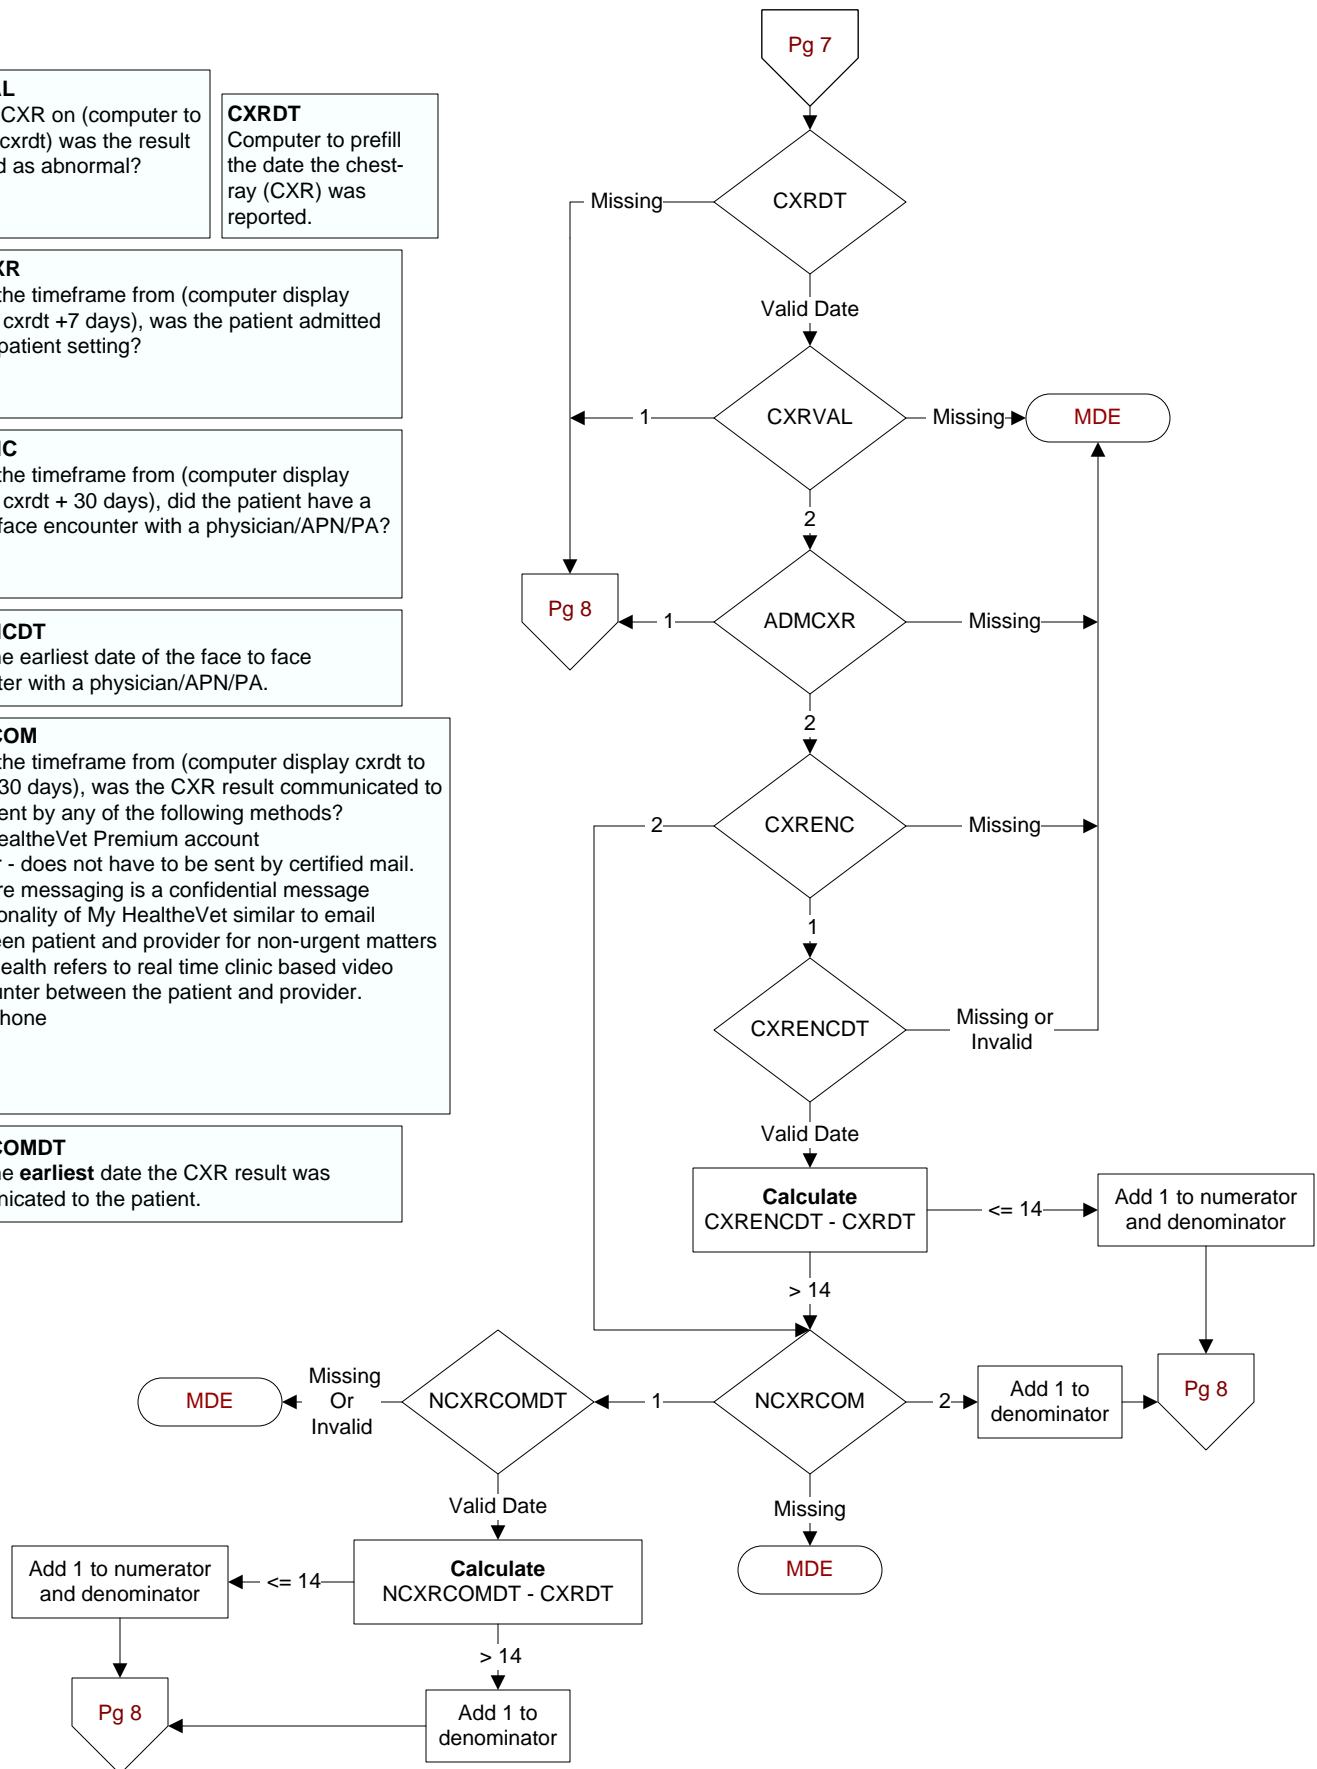 Pg 7
AL
CXR on (computer to
cxrdt) was the result
d as abnormal?
CXRDT
Computer to prefill
the date the chest-
ray (CXR) was
reported.
XR
the timeframe from (computer display
cxrdt +7 days), was the patient admitted
patient setting?
NC
the timeframe from (computer display
cxrdt + 30 days), did the patient have a
face encounter with a physician/APN/PA?
NCDT
he earliest date of the face to face
ter with a physician/APN/PA.
COM
the timeframe from (computer display cxrdt to
30 days), was the CXR result communicated to
ent by any of the following methods?
ealtheVet Premium account
r - does not have to be sent by certified mail.
re messaging is a confidential message
onality of My HealtheVet similar to email
een patient and provider for non-urgent matters
ealth refers to real time clinic based video
unter between the patient and provider.
hone
COMDT
he earliest date the CXR result was
nicated to the patient.
CXRDT
Missing
Valid Date
CXRVAL
1
Missing
MDE
2
Pg 8
1
ADMCXR
Missing
2
2
CXRENC
Missing
1
CXRENCDT
Missing or
Invalid
Valid Date
Calculate
CXRENCDT - CXRDT
<= 14
Add 1 to numerator
and denominator
> 14
MDE
Missing
Or
Invalid
NCXRCOMDT
1
NCXRCOM
2
Add 1 to
denominator
Pg 8
Valid Date
Missing
MDE
Add 1 to numerator
and denominator
<= 14
Calculate
NCXRCOMDT - CXRDT
> 14
Pg 8
Add 1 to
denominator